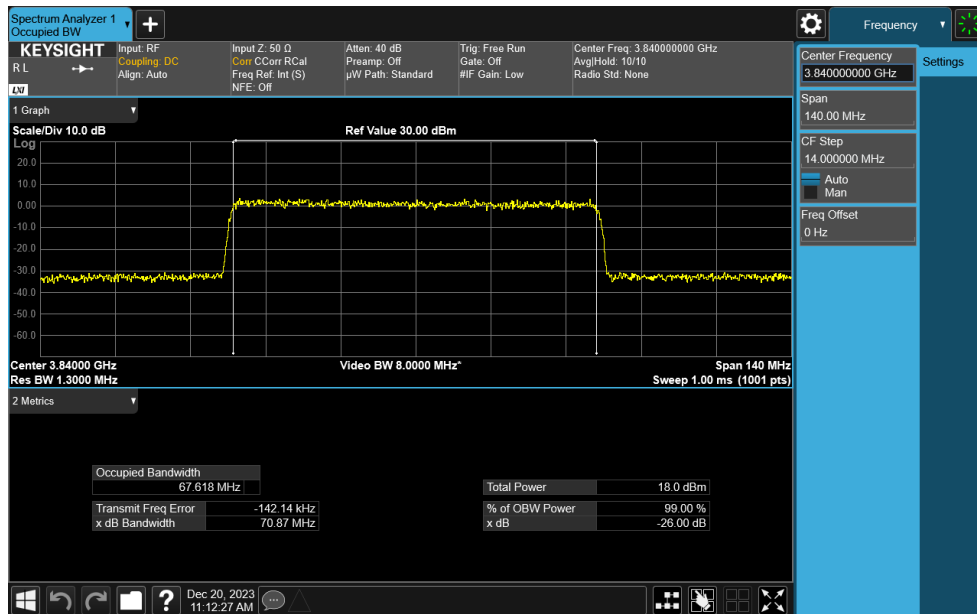 Spectrum Analyzer 1
Occupied BW
Frequency
KEYSIGHT
R L
LXI
Input: RF
Coupling: DC
Align: Auto
Input Z: 50 Ω
Corr CCorr RCal
Freq Ref: Int (S)
NFE: Off
Atten: 40 dB
Preamp: Off
µW Path: Standard
Trig: Free Run
Gate: Off
#IF Gain: Low
Center Freq: 3.840000000 GHz
Avg|Hold: 10/10
Radio Std: None
Center Frequency
3.840000000 GHz
Settings
Span
140.00 MHz
CF Step
14.000000 MHz
Auto
Man
Freq Offset
0 Hz
1 Graph
Scale/Div 10.0 dB
Ref Value 30.00 dBm
Log
20.0
10.0
0.00
-10.0
-20.0
-30.0
-40.0
-50.0
-60.0
Center 3.84000 GHz
Video BW 8.0000 MHz*
Span 140 MHz
Res BW 1.3000 MHz
Sweep 1.00 ms (1001 pts)
2 Metrics
Occupied Bandwidth
67.618 MHz
Total Power 18.0 dBm
Transmit Freq Error -142.14 kHz
% of OBW Power 99.00 %
x dB Bandwidth 70.87 MHz
x dB -26.00 dB
?
Dec 20, 2023
11:12:27 AM